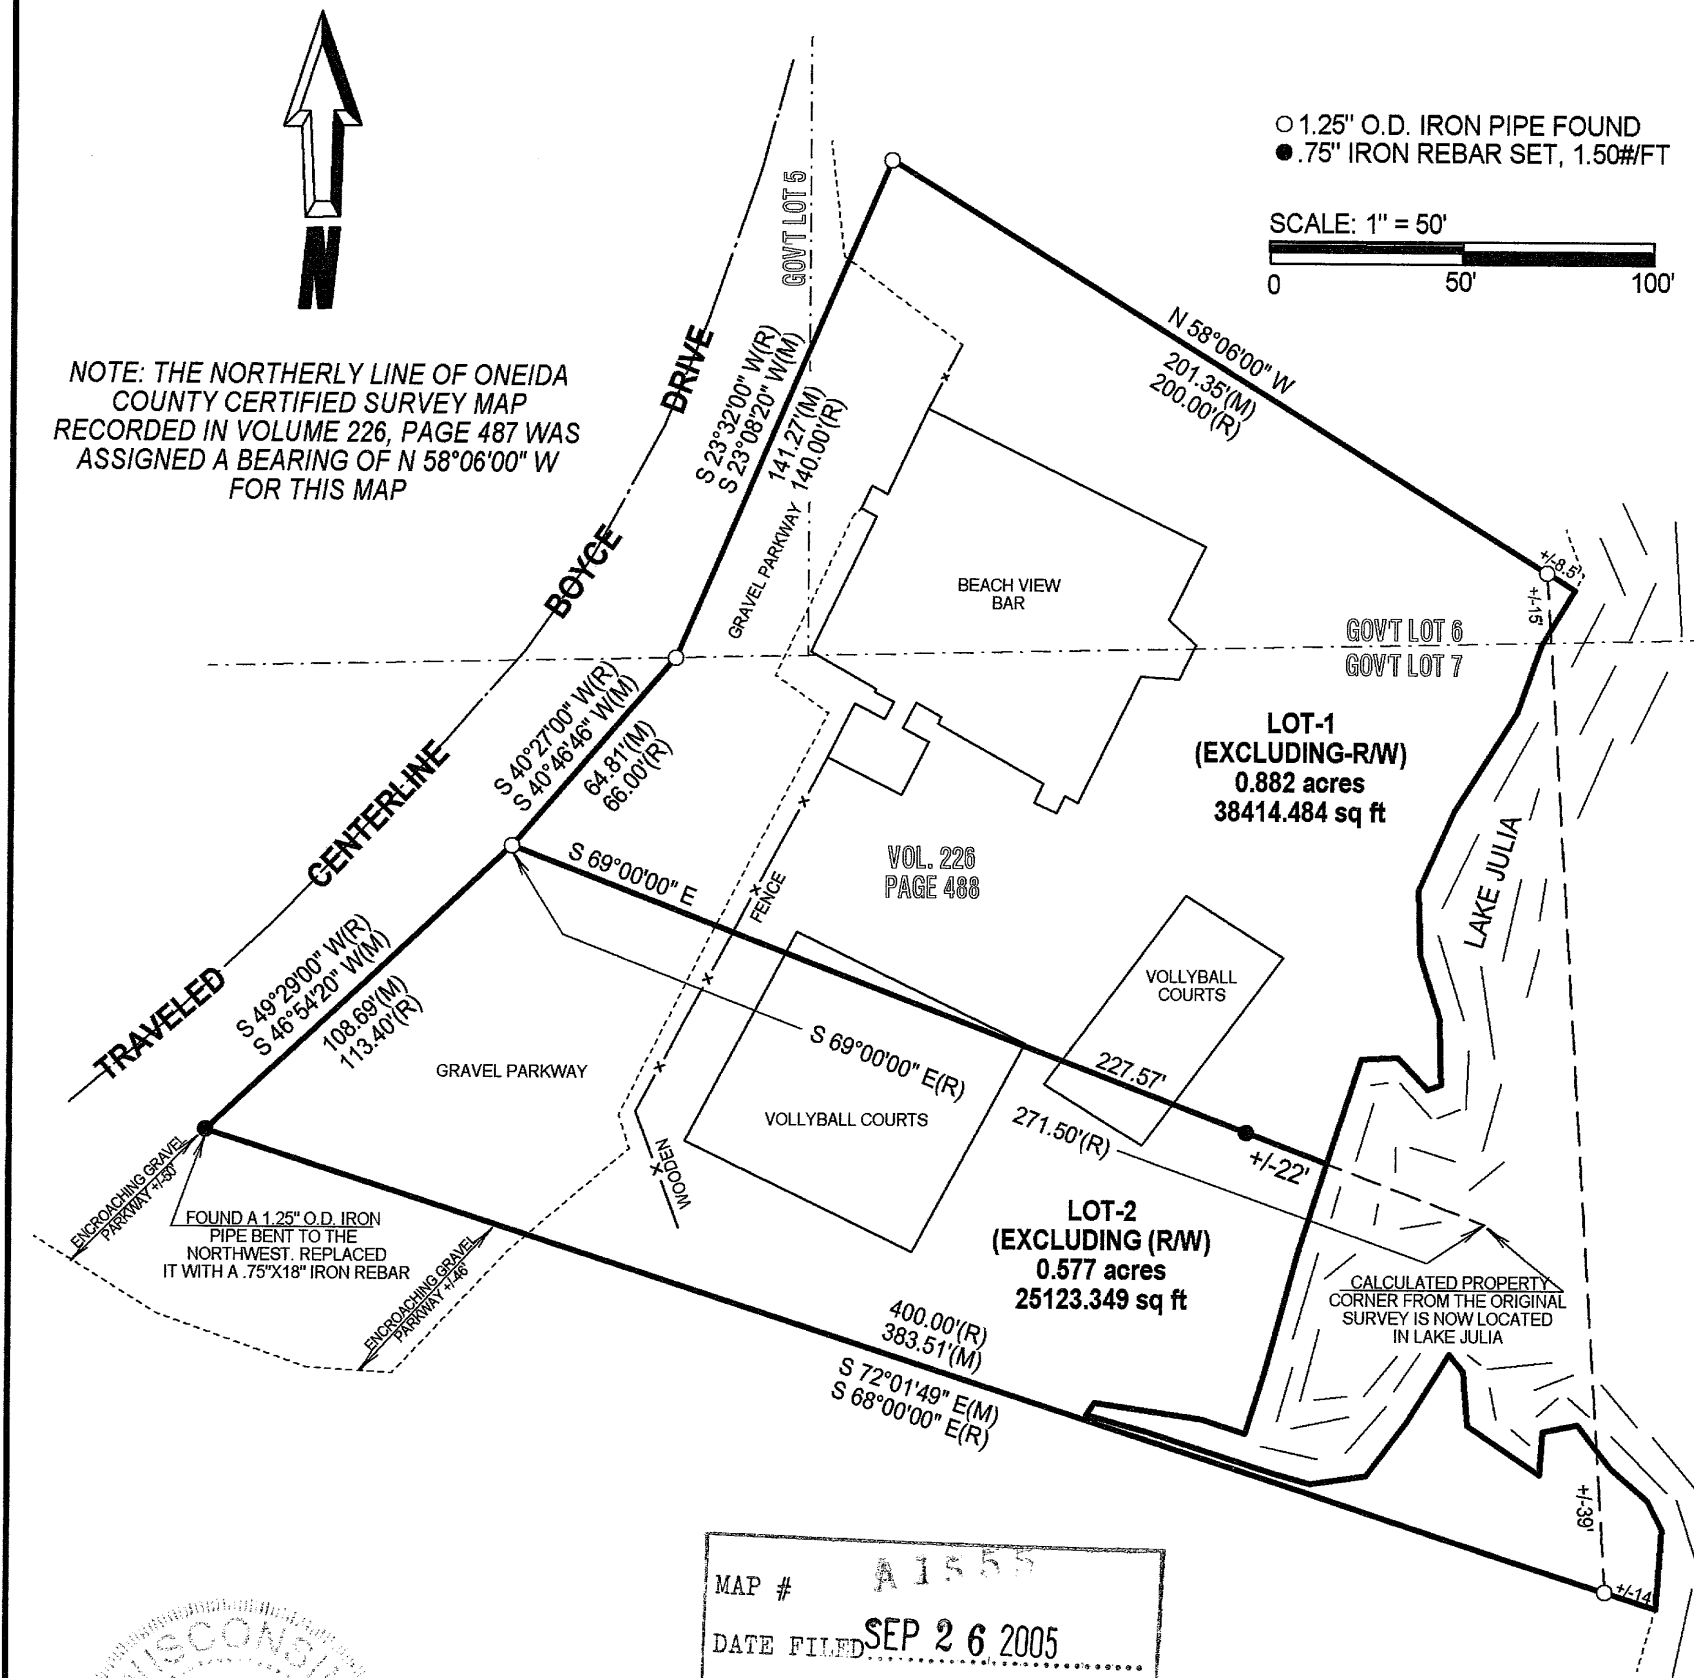 ○ 1.25" O.D. IRON PIPE FOUND
● .75" IRON REBAR SET, 1.50#/FT
SCALE: 1" = 50'
0 50' 100'
N
NOTE: THE NORTHERLY LINE OF ONEIDA
COUNTY CERTIFIED SURVEY MAP
RECORDED IN VOLUME 226, PAGE 487 WAS
ASSIGNED A BEARING OF N 58°06'00" W
FOR THIS MAP
GOV'T LOT 5
N 58°06'00" W
201.35'(M)
200.00'(R)
S 23°32'00" W(R)
S 23°08'20" W(M)
141.27'(M)
140.00'(R)
GRAVEL PARKWAY
TRAVELED CENTERLINE BOYCE DRIVE
BEACH VIEW
BAR
+/-8.5'
+/-15'
GOV'T LOT 6
GOV'T LOT 7
S 40°27'00" W(R)
S 40°46'46" W(M)
64.81'(M)
66.00'(R)
LOT-1
(EXCLUDING-R/W)
0.882 acres
38414.484 sq ft
LAKE JULIA
VOL. 226
PAGE 488
S 69°00'00" E
FENCE
VOLLYBALL
COURTS
S 49°29'00" W(R)
S 46°54'20" W(M)
108.69'(M)
113.40'(R)
GRAVEL PARKWAY
S 69°00'00" E(R)
227.57'
271.50'(R)
+/-22'
VOLLYBALL COURTS
WOODEN
ENCROACHING GRAVEL
PARKWAY +/-50'
FOUND A 1.25" O.D. IRON
PIPE BENT TO THE
NORTHWEST. REPLACED
IT WITH A .75"X18" IRON REBAR
ENCROACHING GRAVEL
PARKWAY +/-46'
LOT-2
(EXCLUDING (R/W)
0.577 acres
25123.349 sq ft
CALCULATED PROPERTY
CORNER FROM THE ORIGINAL
SURVEY IS NOW LOCATED
IN LAKE JULIA
400.00'(R)
383.51'(M)
S 72°01'49" E(M)
S 68°00'00" E(R)
+/-39'
+/-14'
MAP # A1555
DATE FILED SEP 26 2005
WISCONSIN